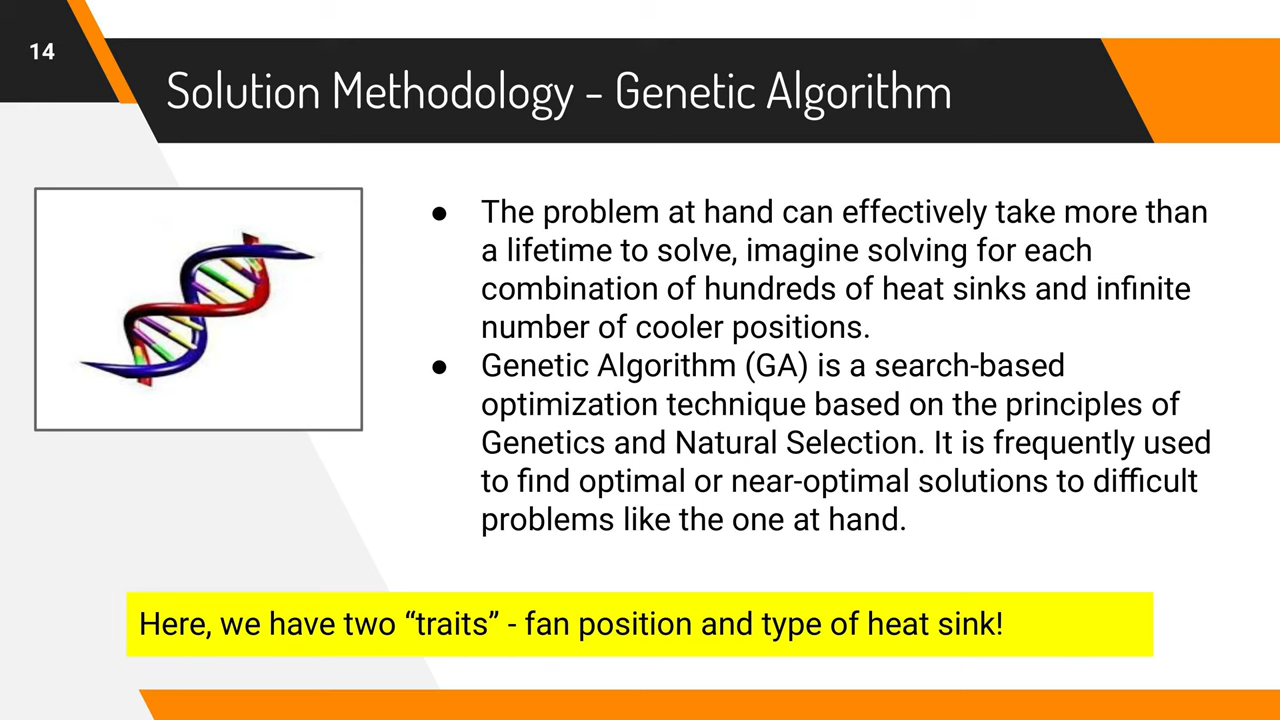 14
Solution Methodology - Genetic Algorithm
● The problem at hand can effectively take more than
a lifetime to solve, imagine solving for each
combination of hundreds of heat sinks and infinite
number of cooler positions.
● Genetic Algorithm (GA) is a search-based
optimization technique based on the principles of
Genetics and Natural Selection. It is frequently used
to find optimal or near-optimal solutions to difficult
problems like the one at hand.
Here, we have two “traits” - fan position and type of heat sink!